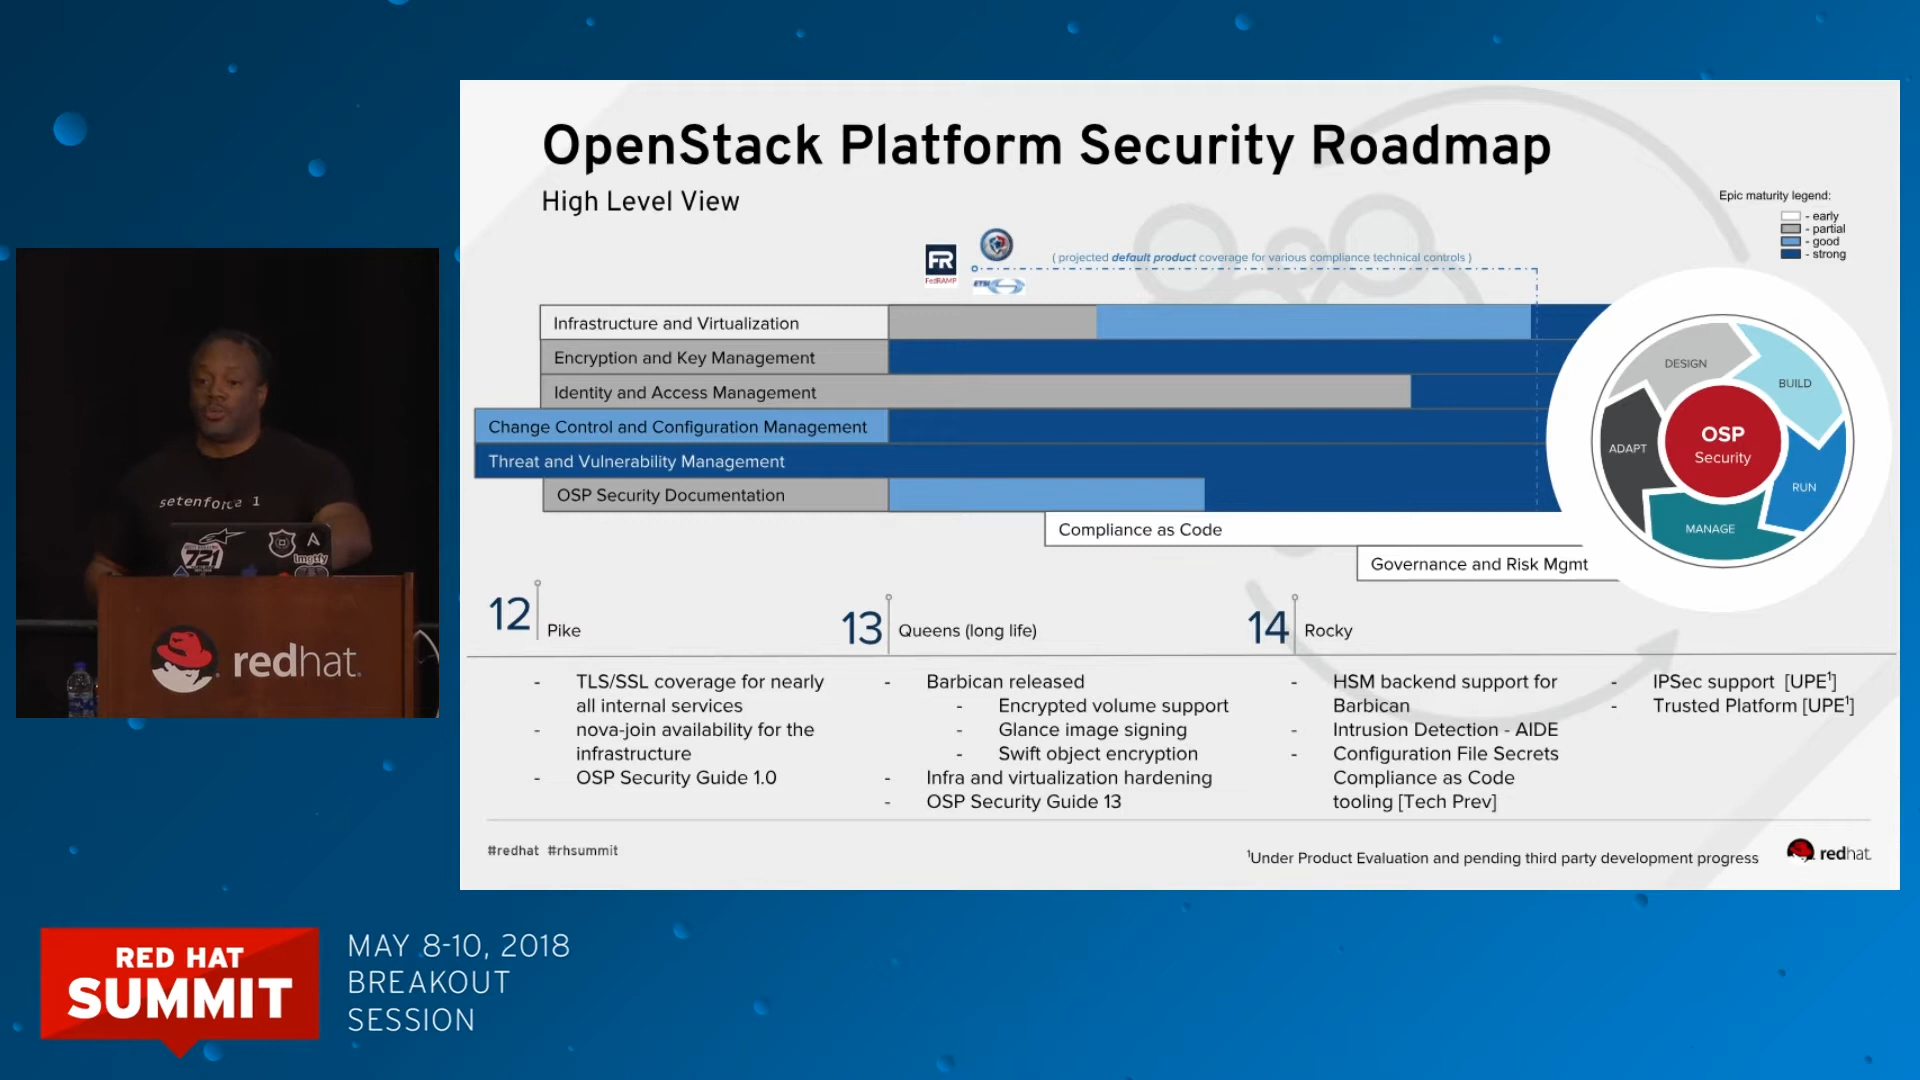 OpenStack Platform Security Roadmap
High Level View
Epic maturity legend:
- early
- partial
- good
- strong
FR
FedRAMP
ETSI
( projected default product coverage for various compliance technical controls )
Infrastructure and Virtualization
Encryption and Key Management
Identity and Access Management
Change Control and Configuration Management
Threat and Vulnerability Management
OSP Security Documentation
Compliance as Code
Governance and Risk Mgmt
DESIGN
BUILD
RUN
MANAGE
ADAPT
OSP
Security
12 Pike
13 Queens (long life)
14 Rocky
- TLS/SSL coverage for nearly
all internal services
- nova-join availability for the
infrastructure
- OSP Security Guide 1.0
- Barbican released
- Encrypted volume support
- Glance image signing
- Swift object encryption
- Infra and virtualization hardening
- OSP Security Guide 13
- HSM backend support for
Barbican
- Intrusion Detection - AIDE
- Configuration File Secrets
Compliance as Code
tooling [Tech Prev]
- IPSec support [UPE¹]
- Trusted Platform [UPE¹]
#redhat #rhsummit
¹Under Product Evaluation and pending third party development progress
redhat.
setenforce 1
721
A
lmgtfy
redhat.
RED HAT
SUMMIT
MAY 8-10, 2018
BREAKOUT
SESSION